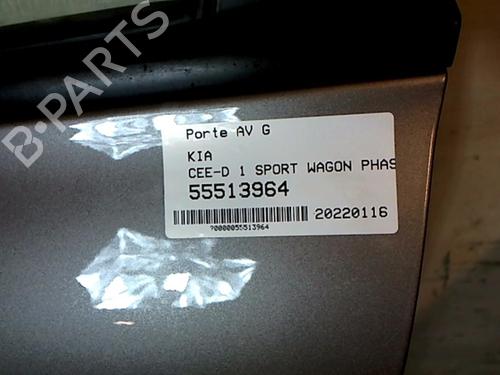 B-PARTS
Porte AV G
KIA
CEE-D 1 SPORT WAGON PHAS
55513964
20220116
?0000055513964